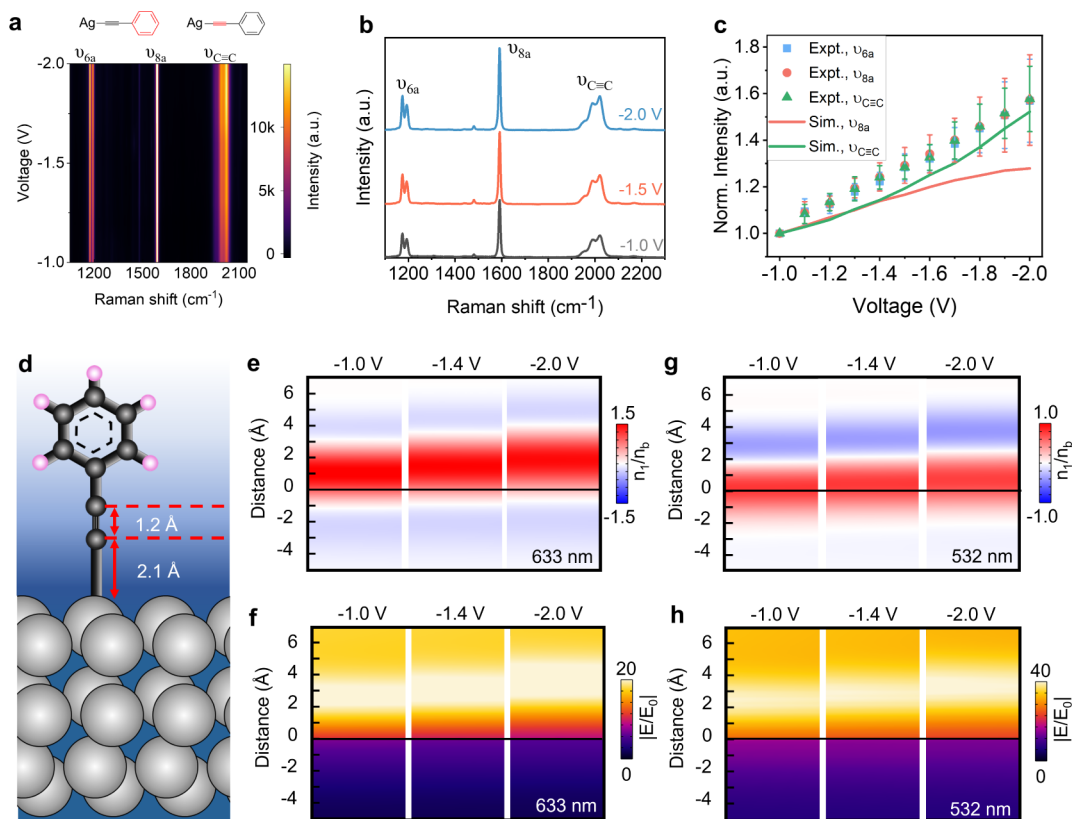 a
Ag
Ag
υ6a
υ8a
υC≡C
-2.0
-1.5
-1.0
Voltage (V)
1200
1500
1800
2100
Raman shift (cm-1)
10k
5k
0
Intensity (a.u.)
b
υ6a
υ8a
υC≡C
-2.0 V
-1.5 V
-1.0 V
Intensity (a.u.)
1200
1400
1600
1800
2000
2200
Raman shift (cm-1)
c
Expt., υ6a
Expt., υ8a
Expt., υC≡C
Sim., υ8a
Sim., υC≡C
1.8
1.6
1.4
1.2
1.0
Norm. Intensity (a.u.)
-1.0
-1.2
-1.4
-1.6
-1.8
-2.0
Voltage (V)
d
1.2 Å
2.1 Å
e
-1.0 V
-1.4 V
-2.0 V
6
4
2
0
-2
-4
Distance (Å)
633 nm
1.5
-1.5
n1/nb
f
-1.0 V
-1.4 V
-2.0 V
6
4
2
0
-2
-4
Distance (Å)
633 nm
20
0
|E/E0|
g
-1.0 V
-1.4 V
-2.0 V
6
4
2
0
-2
-4
Distance (Å)
532 nm
1.0
-1.0
n1/nb
h
-1.0 V
-1.4 V
-2.0 V
6
4
2
0
-2
-4
Distance (Å)
532 nm
40
0
|E/E0|